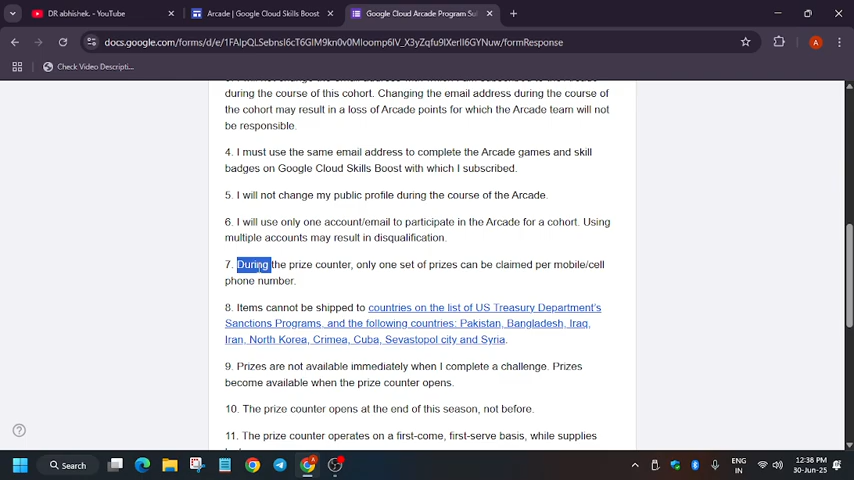 DR abhishek. - YouTube
Arcade | Google Cloud Skills Boost
Google Cloud Arcade Program Su
Check Video Descripti...
during the course of this cohort. Changing the email address during the course of
the cohort may result in a loss of Arcade points for which the Arcade team will not
be responsible.
4. I must use the same email address to complete the Arcade games and skill
badges on Google Cloud Skills Boost with which I subscribed.
5. I will not change my public profile during the course of the Arcade.
6. I will use only one account/email to participate in the Arcade for a cohort. Using
multiple accounts may result in disqualification.
7. During the prize counter, only one set of prizes can be claimed per mobile/cell
phone number.
8. Items cannot be shipped to countries on the list of US Treasury Department's
Sanctions Programs, and the following countries: Pakistan, Bangladesh, Iraq,
Iran, North Korea, Crimea, Cuba, Sevastopol city and Syria.
9. Prizes are not available immediately when I complete a challenge. Prizes
become available when the prize counter opens.
10. The prize counter opens at the end of this season, not before.
11. The prize counter operates on a first-come, first-serve basis, while supplies
Search
ENG
IN
12:38 PM
30-Jun-25